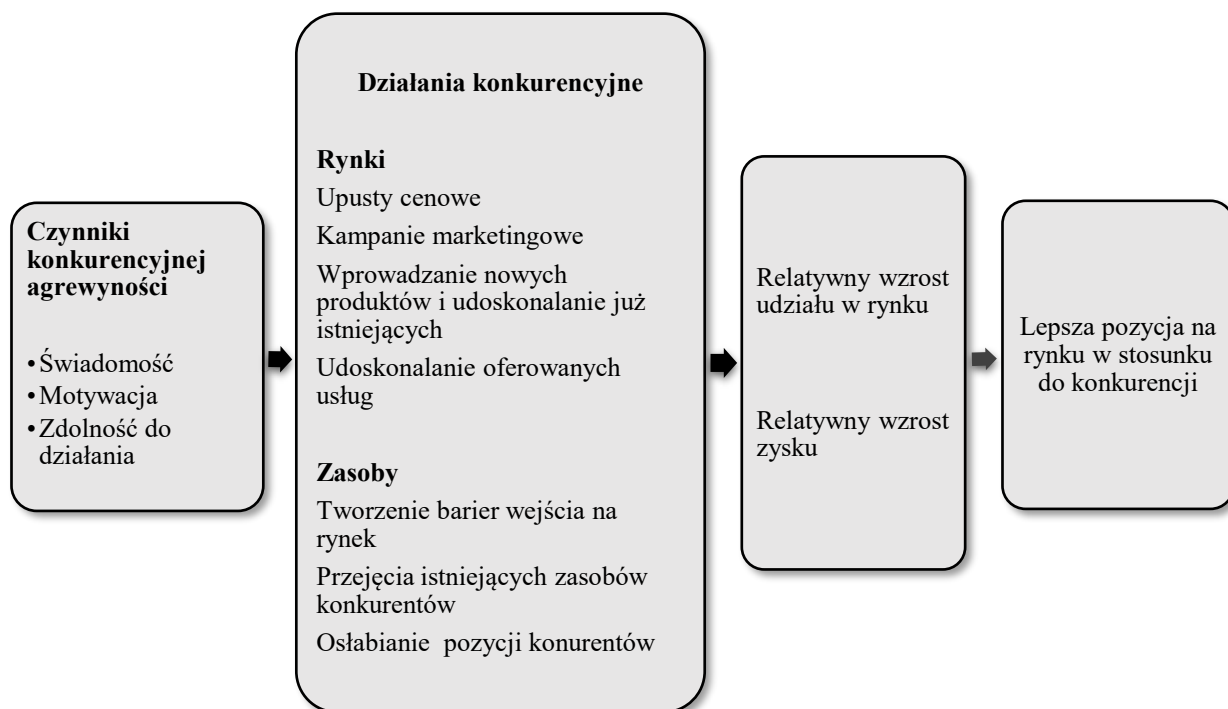 Czynniki
konkurencyjnej
agrewyności
•Świadomość
•Motywacja
•Zdolność do
działania
Działania konkurencyjne
Rynki
Upusty cenowe
Kampanie marketingowe
Wprowadzanie nowych
produktów i udoskonalanie już
istniejących
Udoskonalanie oferowanych
usług
Zasoby
Tworzenie barier wejścia na
rynek
Przejęcia istniejących zasobów
konkurentów
Osłabianie  pozycji konurentów
Relatywny wzrost
udziału w rynku
Relatywny wzrost
zysku
Lepsza pozycja na
rynku w stosunku
do konkurencji